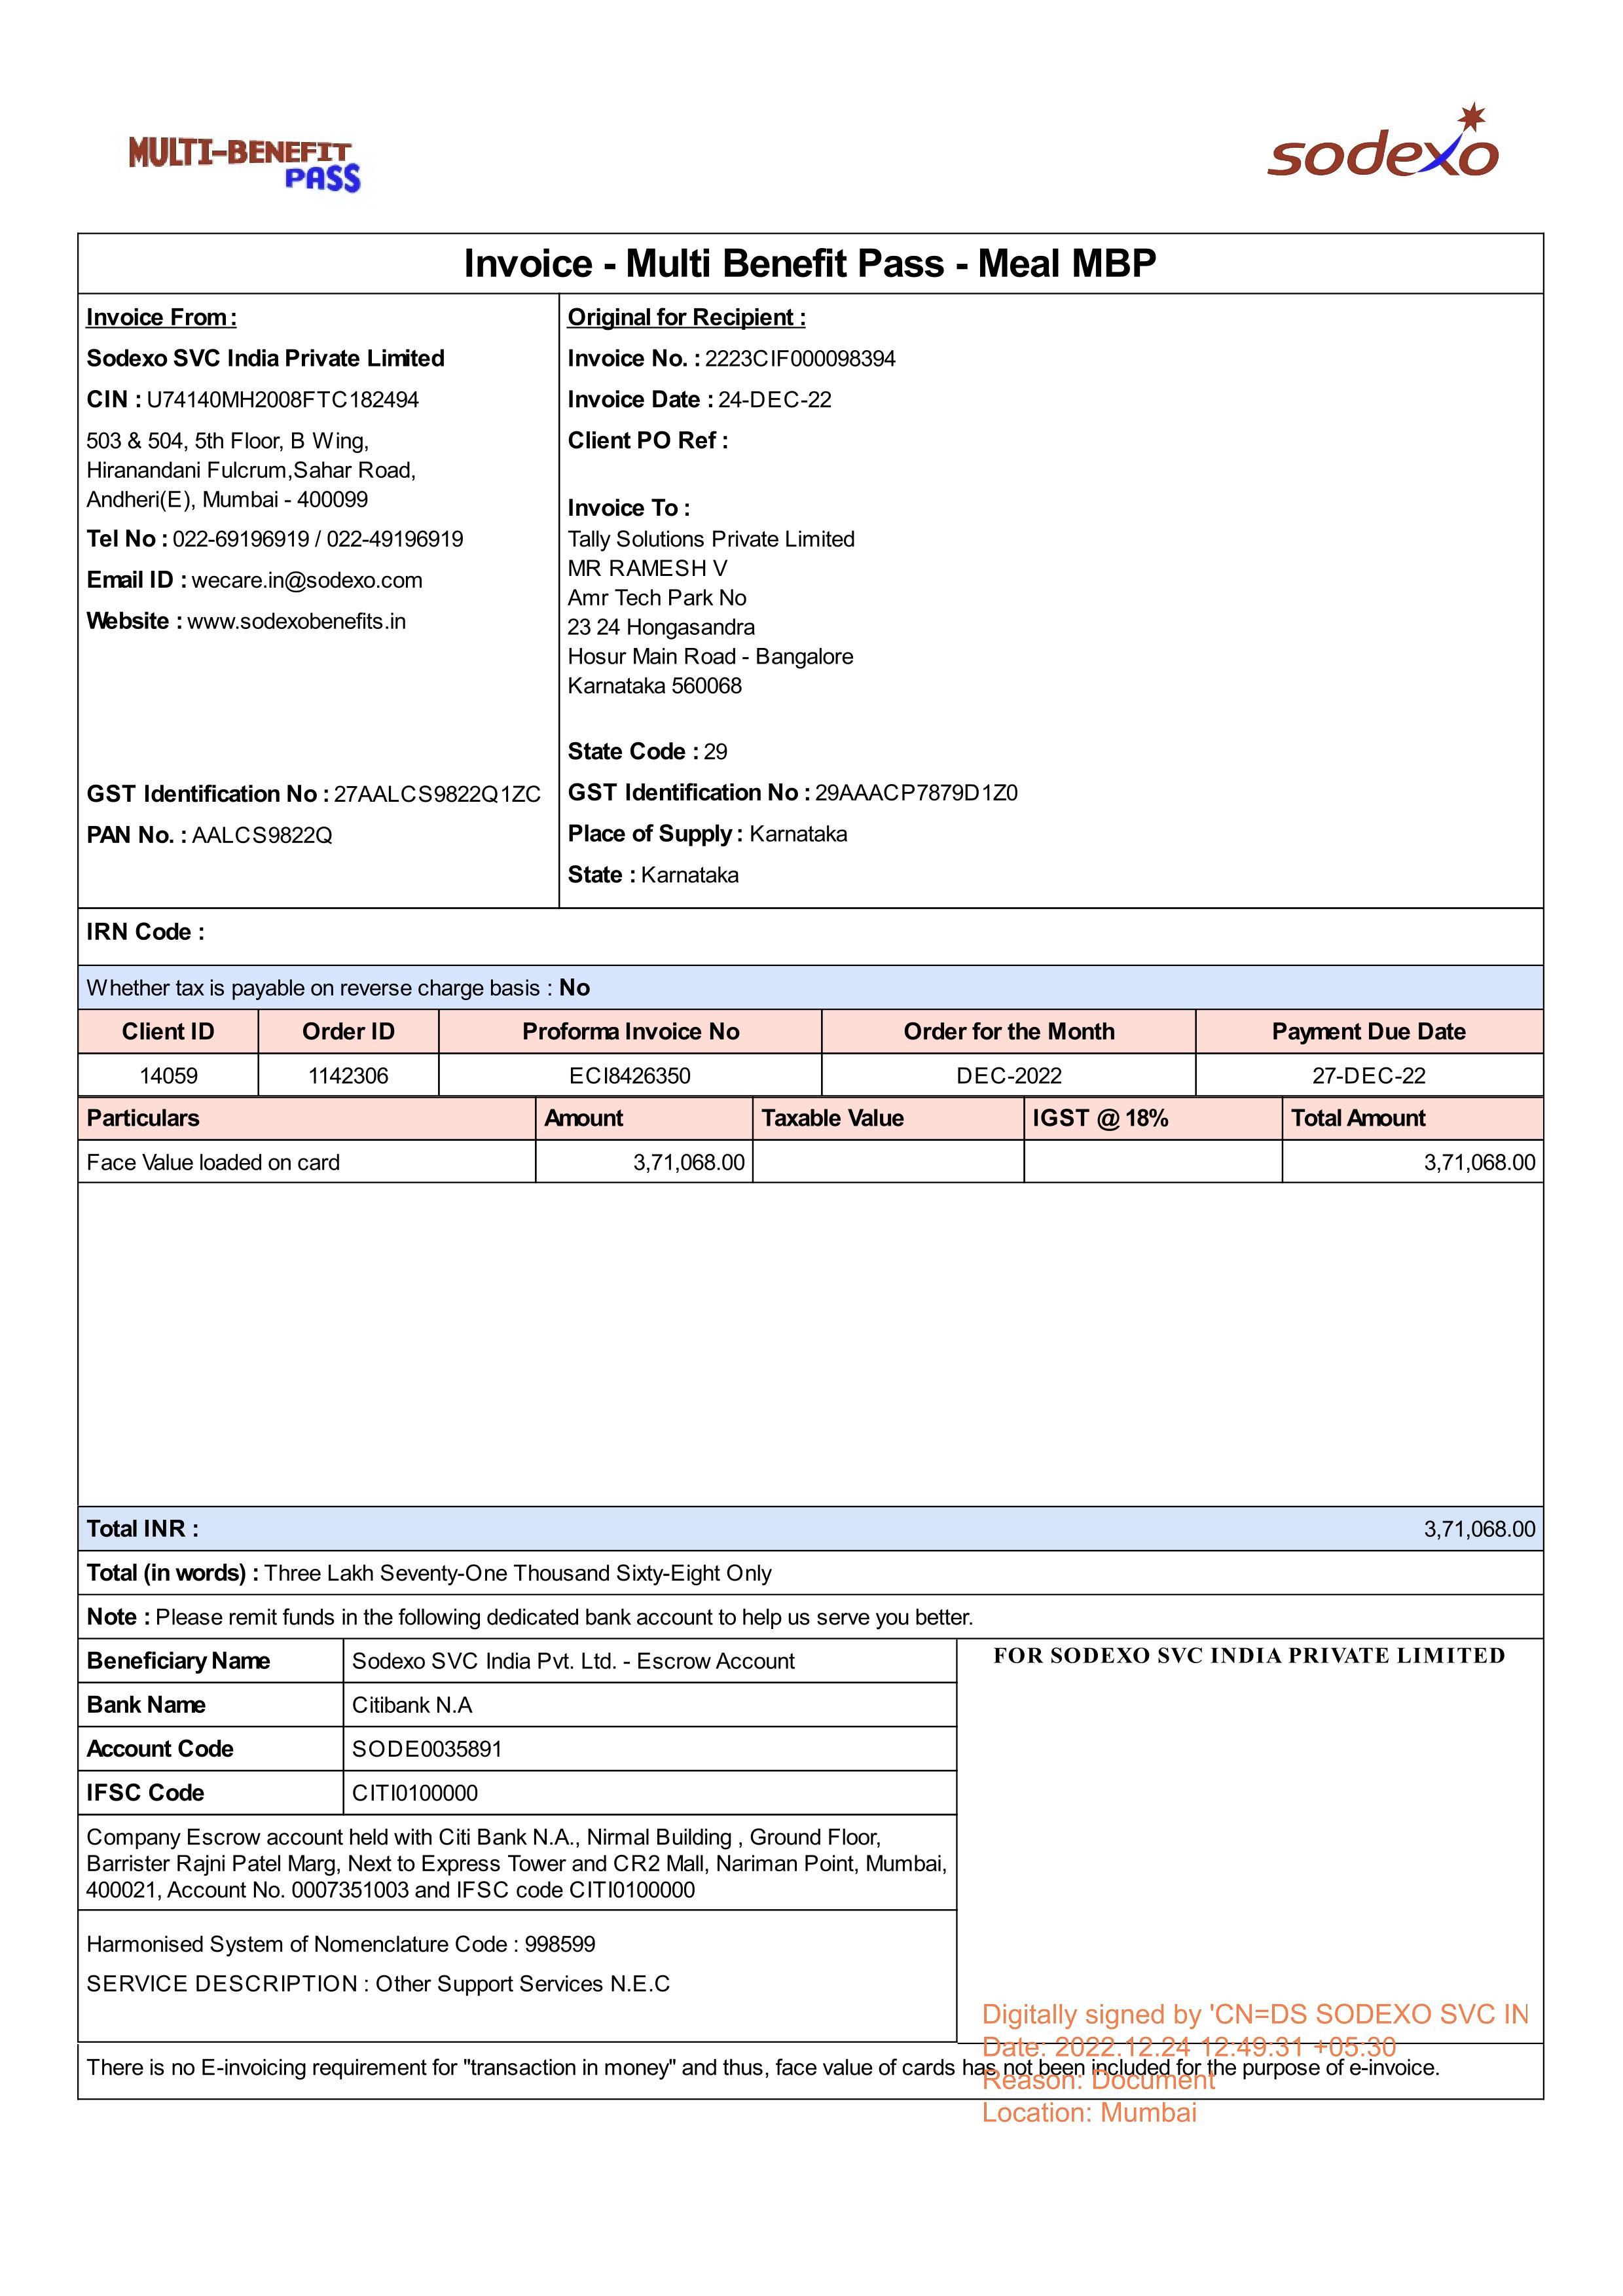 MULTI-BENEFIT
PASS
sodexo
Invoice - Multi Benefit Pass - Meal MBP
Invoice From :
Sodexo SVC India Private Limited
CIN : U74140MH2008FTC182494
503 & 504, 5th Floor, B Wing,
Hiranandani Fulcrum,Sahar Road,
Andheri(E), Mumbai - 400099
Tel No : 022-69196919 / 022-49196919
Email ID : wecare.in@sodexo.com
Website : www.sodexobenefits.in
GST Identification No : 27AALCS9822Q1ZC
PAN No. : AALCS9822Q
Original for Recipient :
Invoice No. : 2223CIF000098394
Invoice Date : 24-DEC-22
Client PO Ref :
Invoice To :
Tally Solutions Private Limited
MR RAMESH V
Amr Tech Park No
23 24 Hongasandra
Hosur Main Road - Bangalore
Karnataka 560068
State Code : 29
GST Identification No : 29AAACP7879D1Z0
Place of Supply : Karnataka
State : Karnataka
IRN Code :
Whether tax is payable on reverse charge basis : No
Client ID Order ID Proforma Invoice No Order for the Month Payment Due Date
14059 1142306 ECI8426350 DEC-2022 27-DEC-22
Particulars Amount Taxable Value IGST @ 18% Total Amount
Face Value loaded on card 3,71,068.00 3,71,068.00
Total INR : 3,71,068.00
Total (in words) : Three Lakh Seventy-One Thousand Sixty-Eight Only
Note : Please remit funds in the following dedicated bank account to help us serve you better.
Beneficiary Name Sodexo SVC India Pvt. Ltd. - Escrow Account
Bank Name Citibank N.A
Account Code SODE0035891
IFSC Code CITI0100000
Company Escrow account held with Citi Bank N.A., Nirmal Building , Ground Floor,
Barrister Rajni Patel Marg, Next to Express Tower and CR2 Mall, Nariman Point, Mumbai,
400021, Account No. 0007351003 and IFSC code CITI0100000
Harmonised System of Nomenclature Code : 998599
SERVICE DESCRIPTION : Other Support Services N.E.C
FOR SODEXO SVC INDIA PRIVATE LIMITED
Digitally signed by 'CN=DS SODEXO SVC IN
Date: 2022.12.24 12:49:31 +05:30
Reason: Document
Location: Mumbai
There is no E-invoicing requirement for "transaction in money" and thus, face value of cards has not been included for the purpose of e-invoice.